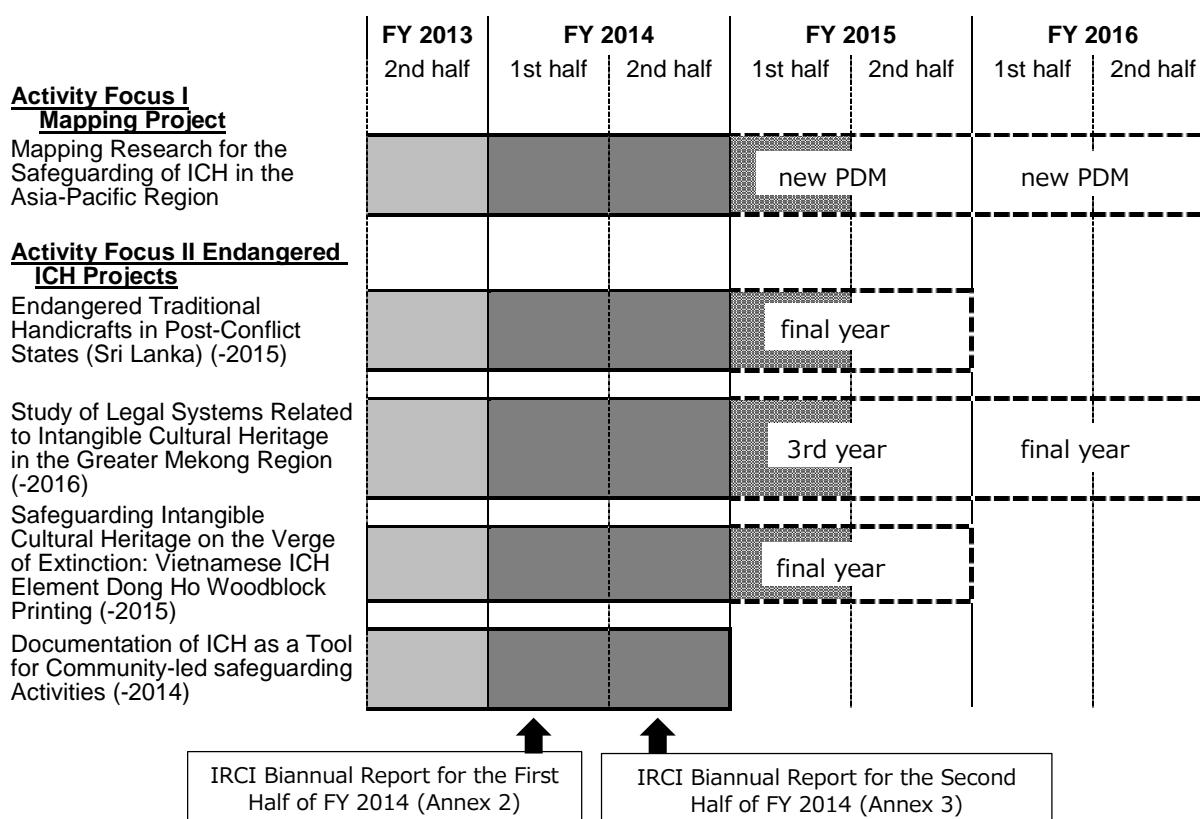 FY 2013 FY 2014 FY 2015 FY 2016
2nd half 1st half 2nd half 1st half 2nd half 1st half 2nd half
Activity Focus I
Mapping Project
Mapping Research for the
Safeguarding of ICH in the
Asia-Pacific Region
new PDM new PDM
Activity Focus II Endangered
ICH Projects
Endangered Traditional
Handicrafts in Post-Conflict
States (Sri Lanka) (-2015)
final year
Study of Legal Systems Related
to Intangible Cultural Heritage
in the Greater Mekong Region
(-2016)
3rd year final year
Safeguarding Intangible
Cultural Heritage on the Verge
of Extinction: Vietnamese ICH
Element Dong Ho Woodblock
Printing (-2015)
final year
Documentation of ICH as a Tool
for Community-led safeguarding
Activities (-2014)
IRCI Biannual Report for the First
Half of FY 2014 (Annex 2)
IRCI Biannual Report for the Second
Half of FY 2014 (Annex 3)